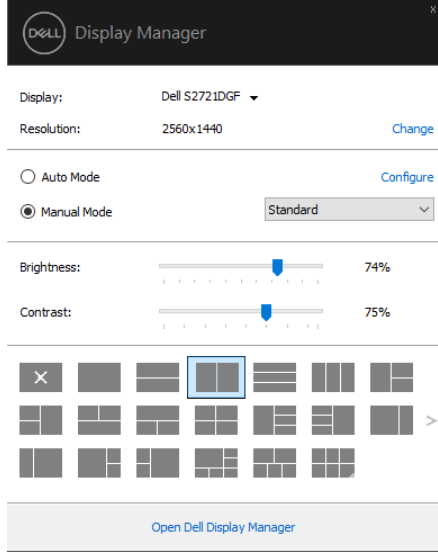 DELL Display Manager
x
Display: Dell S2721DGF
Resolution: 2560x1440 Change
Auto Mode Configure
Manual Mode Standard
Brightness: 74%
Contrast: 75%
Open Dell Display Manager